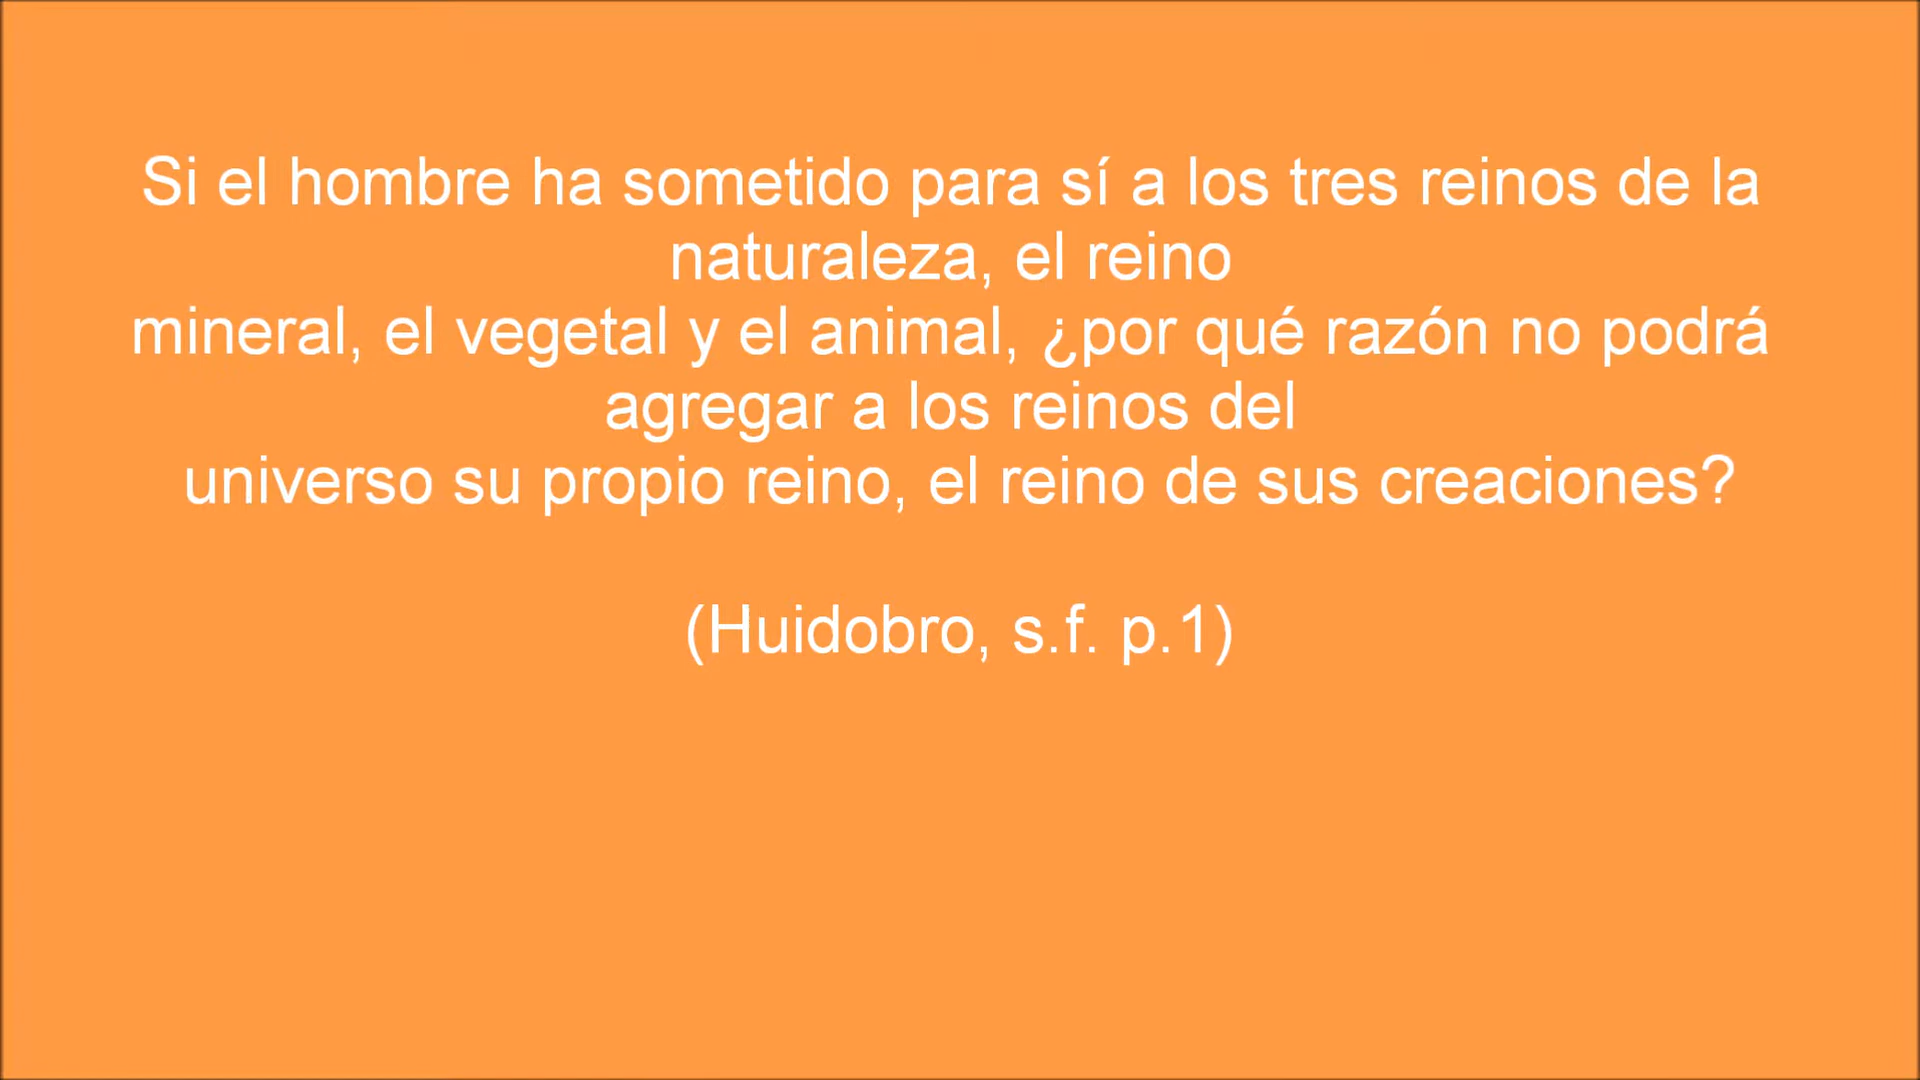 Si el hombre ha sometido para sí a los tres reinos de la
naturaleza, el reino
mineral, el vegetal y el animal, ¿por qué razón no podrá
agregar a los reinos del
universo su propio reino, el reino de sus creaciones?
(Huidobro, s.f. p.1)